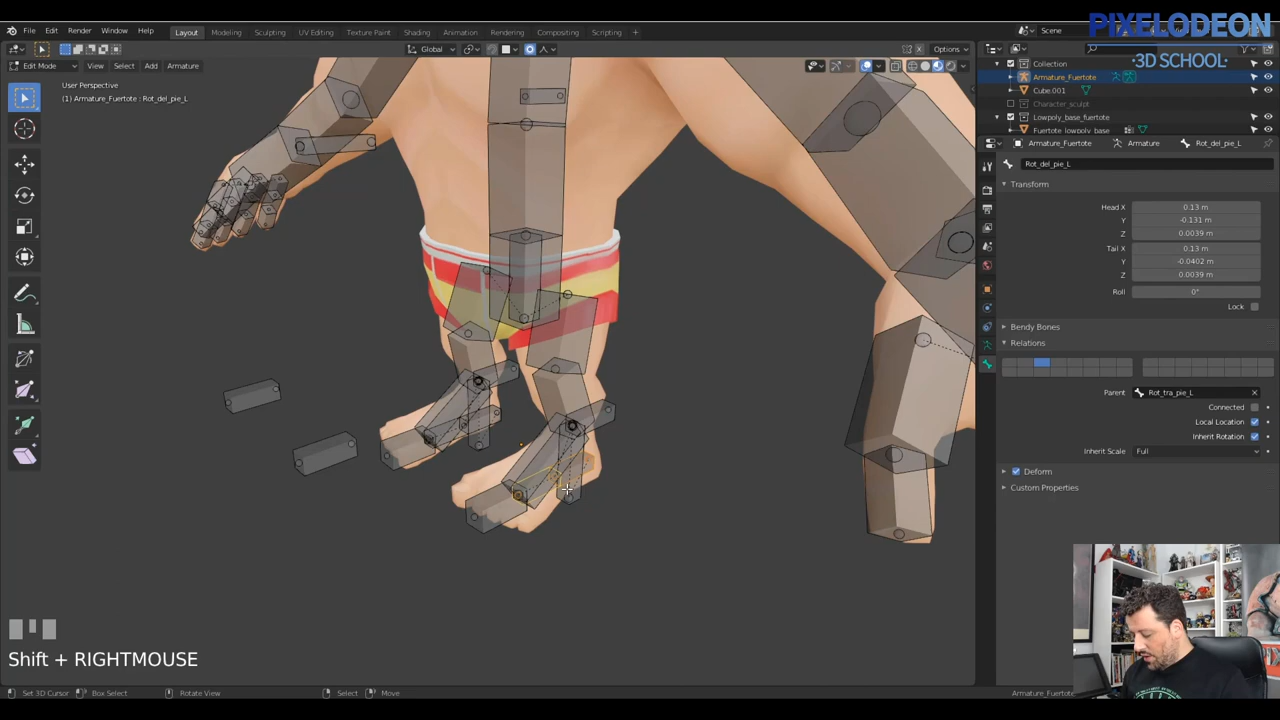 File Edit Render Window Help
Layout Modeling Sculpting UV Editing Texture Paint Shading Animation Rendering Compositing Scripting
Scene
PIXELODEON
·3D SCHOOL·
Global
Options
Edit Mode View Select Add Armature
User Perspective
(1) Armature_Fuertote : Rot_del_pie_L
Collection
Armature_Fuertote
Cube.001
Character_sculpt
Lowpoly_base_fuertote
Fuertote_lowpoly_base
Armature_Fuertote Armature Rot_del_pie_L
Rot_del_pie_L
Transform
Head X 0.13 m
Y -0.131 m
Z 0.0039 m
Tail X 0.13 m
Y -0.0402 m
Z 0.0039 m
Roll 0°
Lock
Bendy Bones
Relations
Parent Rot_tra_pie_L
Connected
Local Location
Inherit Rotation
Inherit Scale Full
Deform
Custom Properties
Shift + RIGHTMOUSE
Set 3D Cursor Box Select Rotate View Select Move
Armature_Fuertote